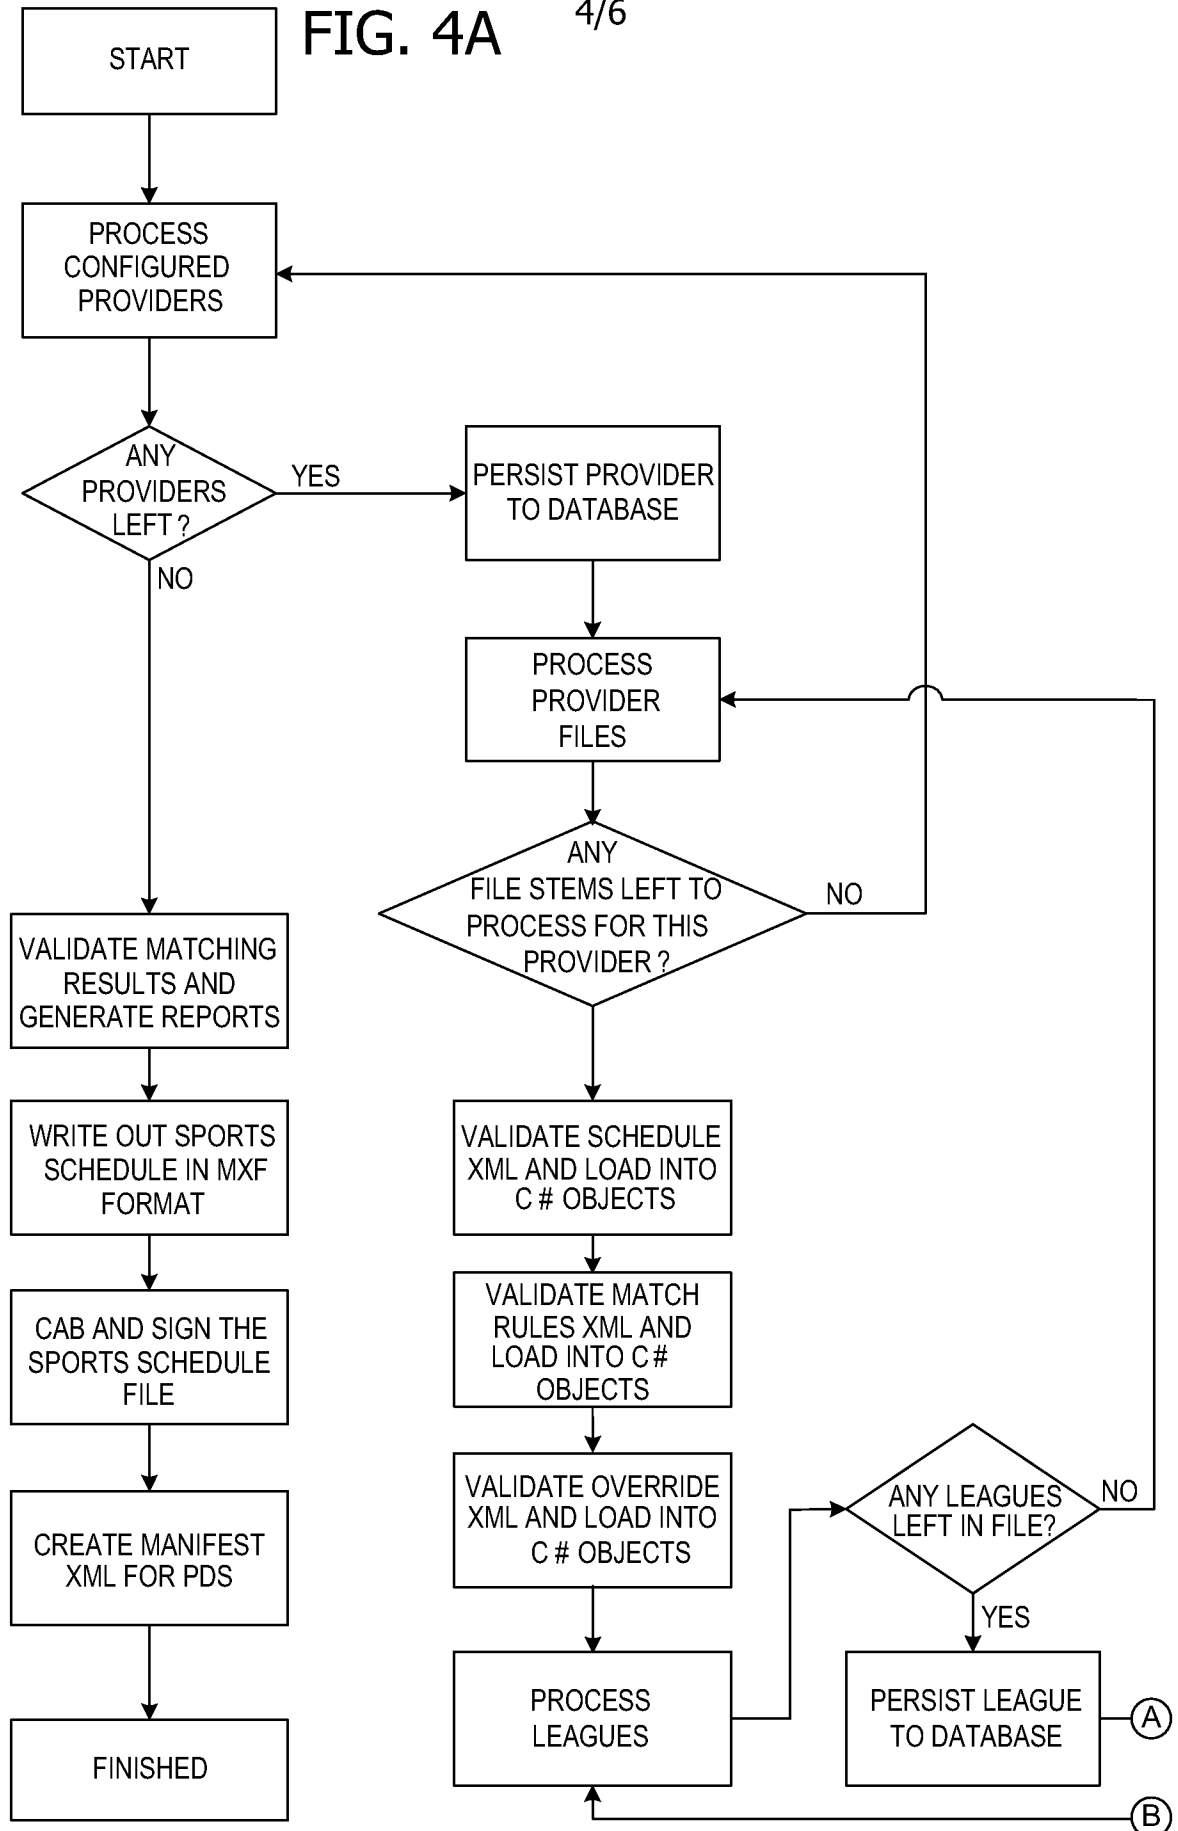 FIG. 4A
4/6
START
PROCESS
CONFIGURED
PROVIDERS
ANY
PROVIDERS
LEFT ?
YES
NO
PERSIST PROVIDER
TO DATABASE
PROCESS
PROVIDER
FILES
ANY
FILE STEMS LEFT TO
PROCESS FOR THIS
PROVIDER ?
NO
VALIDATE MATCHING
RESULTS AND
GENERATE REPORTS
WRITE OUT SPORTS
SCHEDULE IN MXF
FORMAT
CAB AND SIGN THE
SPORTS SCHEDULE
FILE
CREATE MANIFEST
XML FOR PDS
FINISHED
VALIDATE SCHEDULE
XML AND LOAD INTO
C # OBJECTS
VALIDATE MATCH
RULES XML AND
LOAD INTO C #
OBJECTS
VALIDATE OVERRIDE
XML AND LOAD INTO
C # OBJECTS
PROCESS
LEAGUES
ANY LEAGUES
LEFT IN FILE?
NO
YES
PERSIST LEAGUE
TO DATABASE
A
B